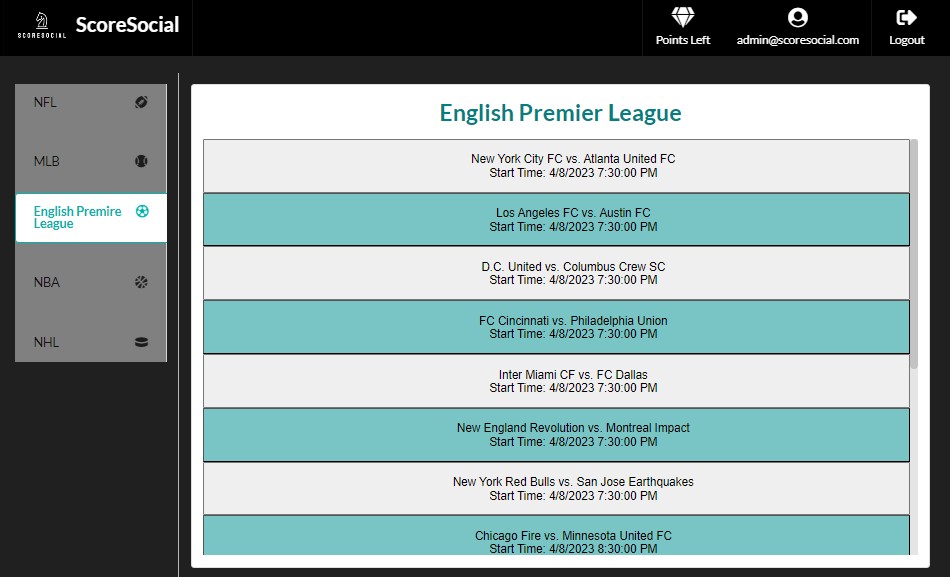 SCORESOCIAL
ScoreSocial
Points Left
admin@scoresocial.com
Logout
NFL
MLB
English Premire
League
NBA
NHL
English Premier League
New York City FC vs. Atlanta United FC
Start Time: 4/8/2023 7:30:00 PM
Los Angeles FC vs. Austin FC
Start Time: 4/8/2023 7:30:00 PM
D.C. United vs. Columbus Crew SC
Start Time: 4/8/2023 7:30:00 PM
FC Cincinnati vs. Philadelphia Union
Start Time: 4/8/2023 7:30:00 PM
Inter Miami CF vs. FC Dallas
Start Time: 4/8/2023 7:30:00 PM
New England Revolution vs. Montreal Impact
Start Time: 4/8/2023 7:30:00 PM
New York Red Bulls vs. San Jose Earthquakes
Start Time: 4/8/2023 7:30:00 PM
Chicago Fire vs. Minnesota United FC
Start Time: 4/8/2023 8:30:00 PM